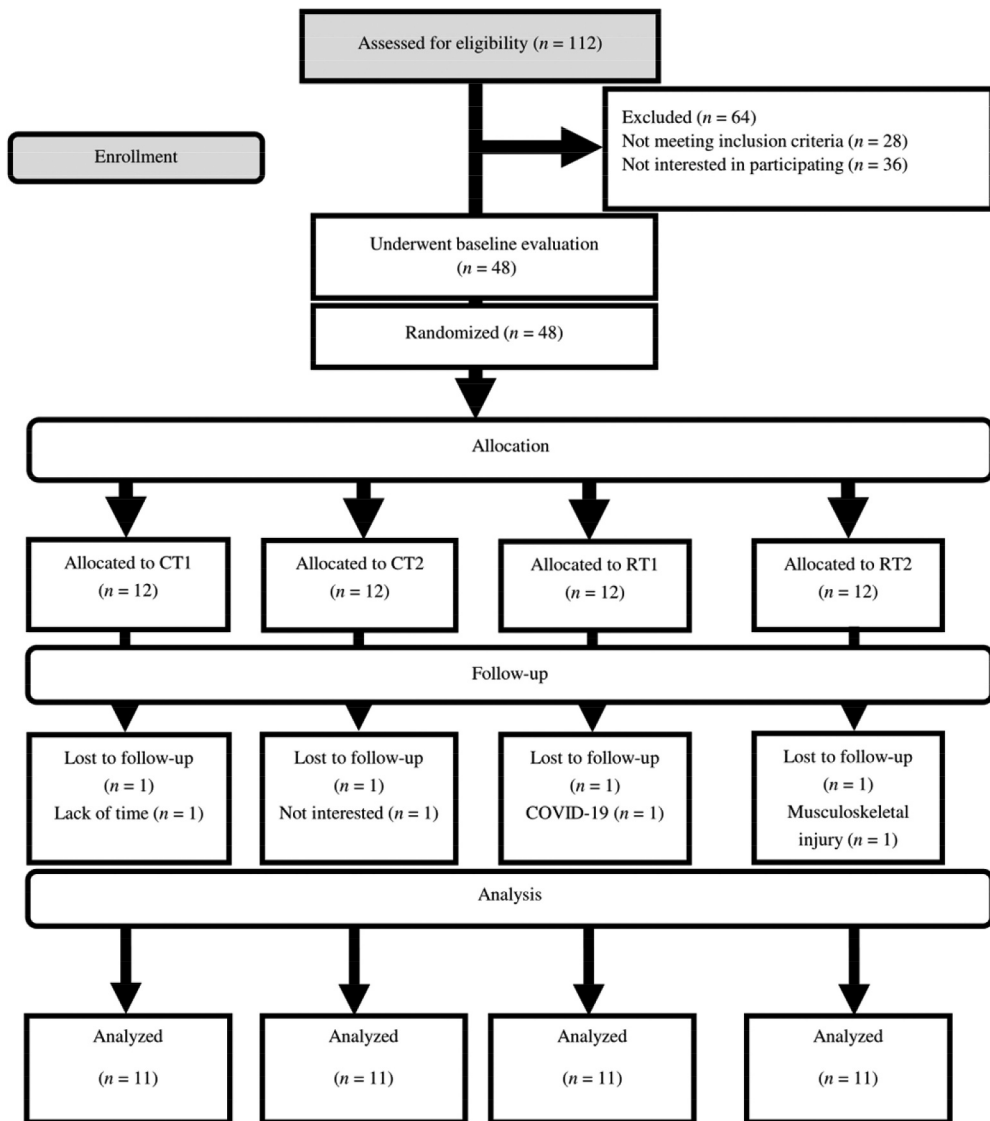 Assessed for eligibility (n = 112)
Excluded (n = 64)
Not meeting inclusion criteria (n = 28)
Not interested in participating (n = 36)
Enrollment
Underwent baseline evaluation
(n = 48)
Randomized (n = 48)
Allocation
Allocated to CT1
(n = 12)
Allocated to CT2
(n = 12)
Allocated to RT1
(n = 12)
Allocated to RT2
(n = 12)
Follow-up
Lost to follow-up
(n = 1)
Lack of time (n = 1)
Lost to follow-up
(n = 1)
Not interested (n = 1)
Lost to follow-up
(n = 1)
COVID-19 (n = 1)
Lost to follow-up
(n = 1)
Musculoskeletal
injury (n = 1)
Analysis
Analyzed
(n = 11)
Analyzed
(n = 11)
Analyzed
(n = 11)
Analyzed
(n = 11)